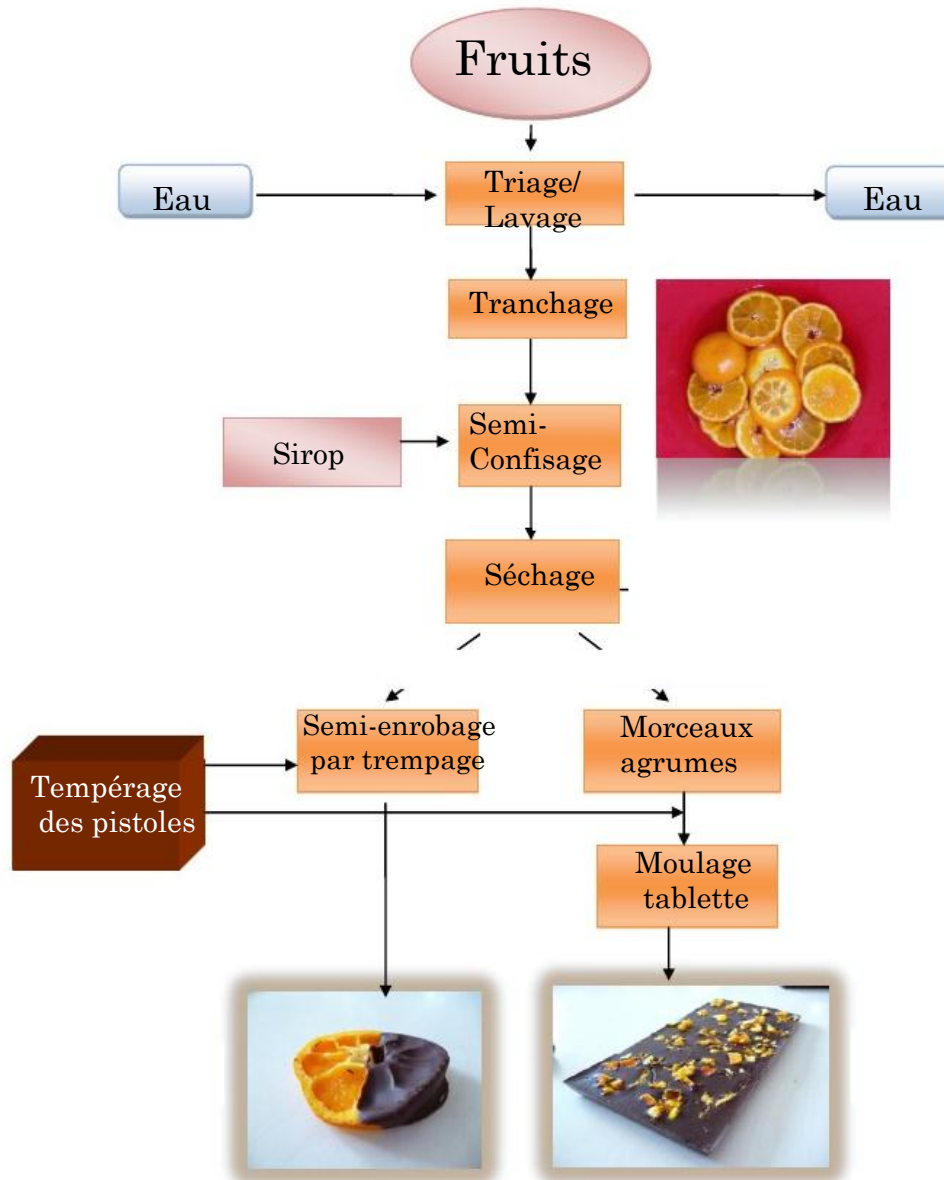 Fruits
Eau
Triage/
Lavage
Eau
Tranchage
Sirop
Semi-
Confisage
Séchage
Semi-enrobage
par trempage
Morceaux
agrumes
Tempérage
des pistoles
Moulage
tablette